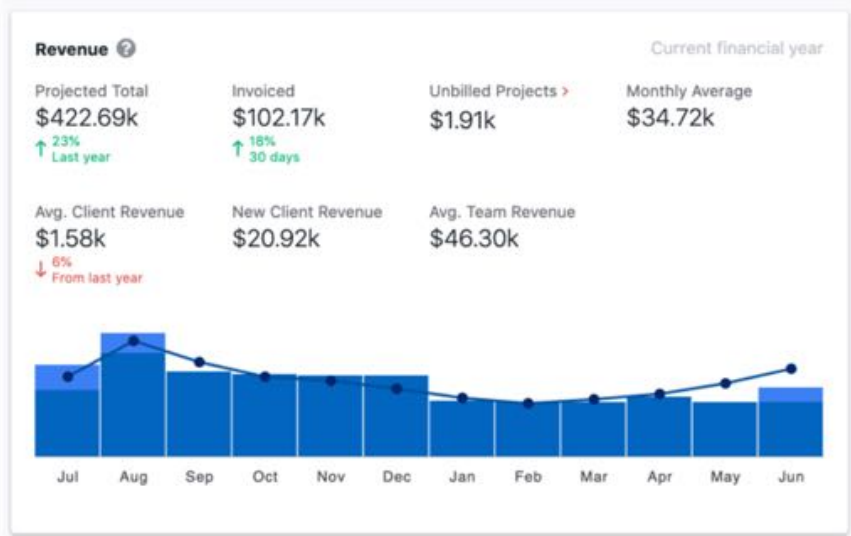 Revenue ?
Current financial year
Projected Total
$422.69k
↑ 23%
Last year
Invoiced
$102.17k
↑ 18%
30 days
Unbilled Projects >
$1.91k
Monthly Average
$34.72k
Avg. Client Revenue
$1.58k
↓ 6%
From last year
New Client Revenue
$20.92k
Avg. Team Revenue
$46.30k
Jul Aug Sep Oct Nov Dec Jan Feb Mar Apr May Jun